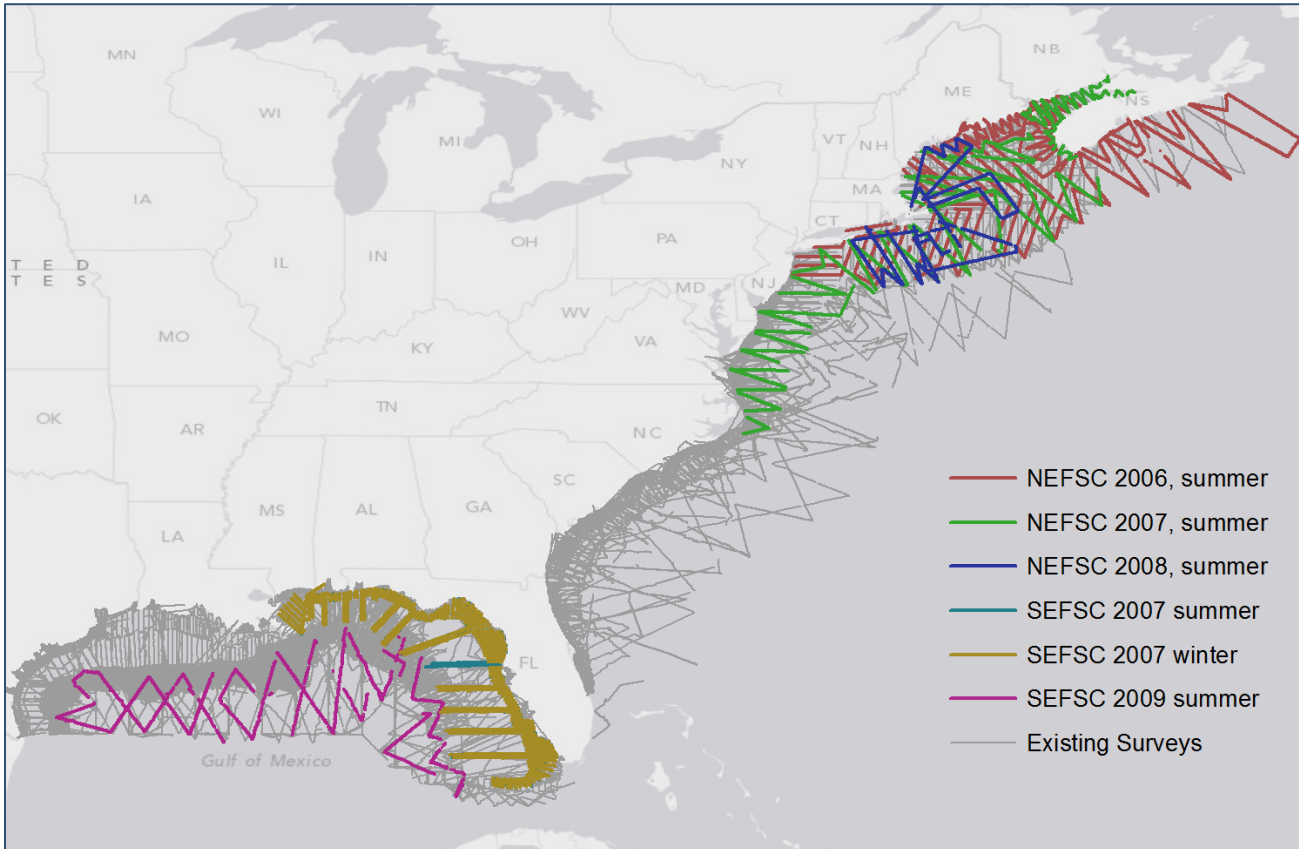 MN
NB
ME
NS
WI
VT
NH
MI
NY
MA
IA
CT
PA
OH
IL
IN
NJ
T E D
T E S
MD
WV
MO
VA
KY
OK
TN
NC
AR
SC
MS
AL
GA
LA
FL
Gulf of Mexico
NEFSC 2006, summer
NEFSC 2007, summer
NEFSC 2008, summer
SEFSC 2007 summer
SEFSC 2007 winter
SEFSC 2009 summer
Existing Surveys